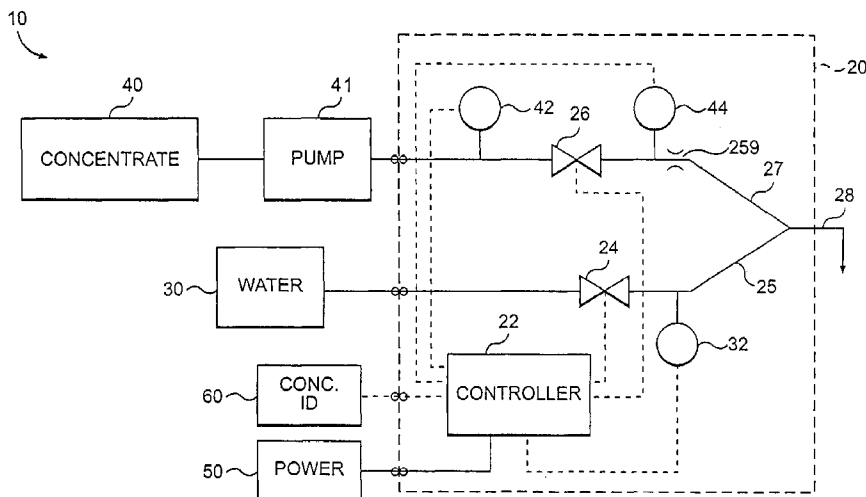 10
20
40
41
42
26
44
259
CONCENTRATE
PUMP
27
28
24
30
WATER
25
22
32
60
CONC.
ID
CONTROLLER
50
POWER